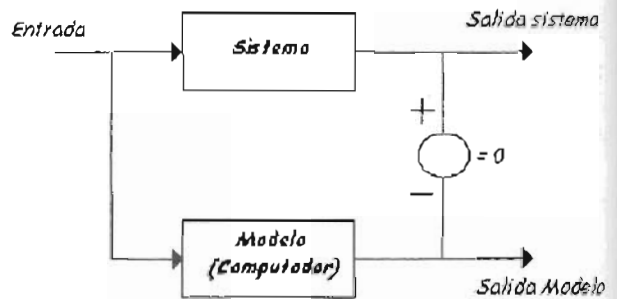 Entrada
Sistema
Salida sistema
+
= 0
−
Modelo
(Computador)
Salida Modelo